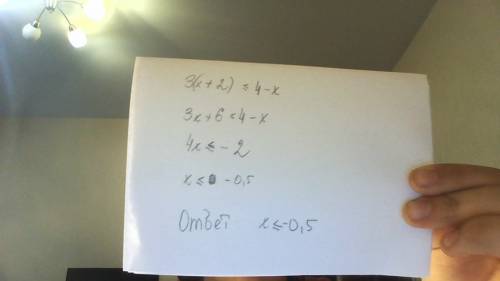 3(x+2) ≤ 4-x
3x+6 ≤ 4-x
4x ≤ -2
x ≤ -0,5
Ответ x ≤ -0,5